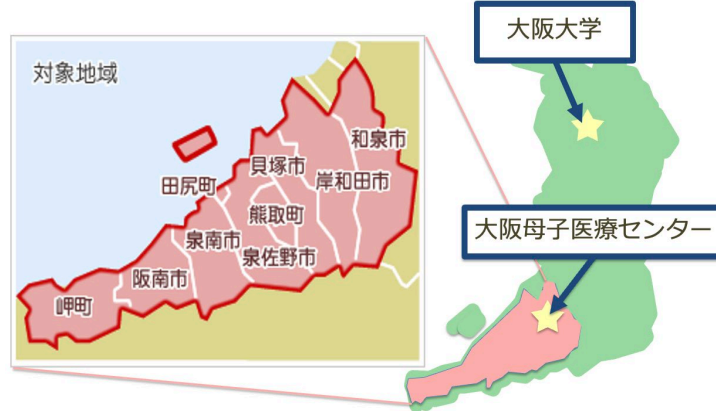 対象地域
和泉市
貝塚市
岸和田市
田尻町
熊取町
泉南市
泉佐野市
阪南市
岬町
大阪大学
大阪母子医療センター